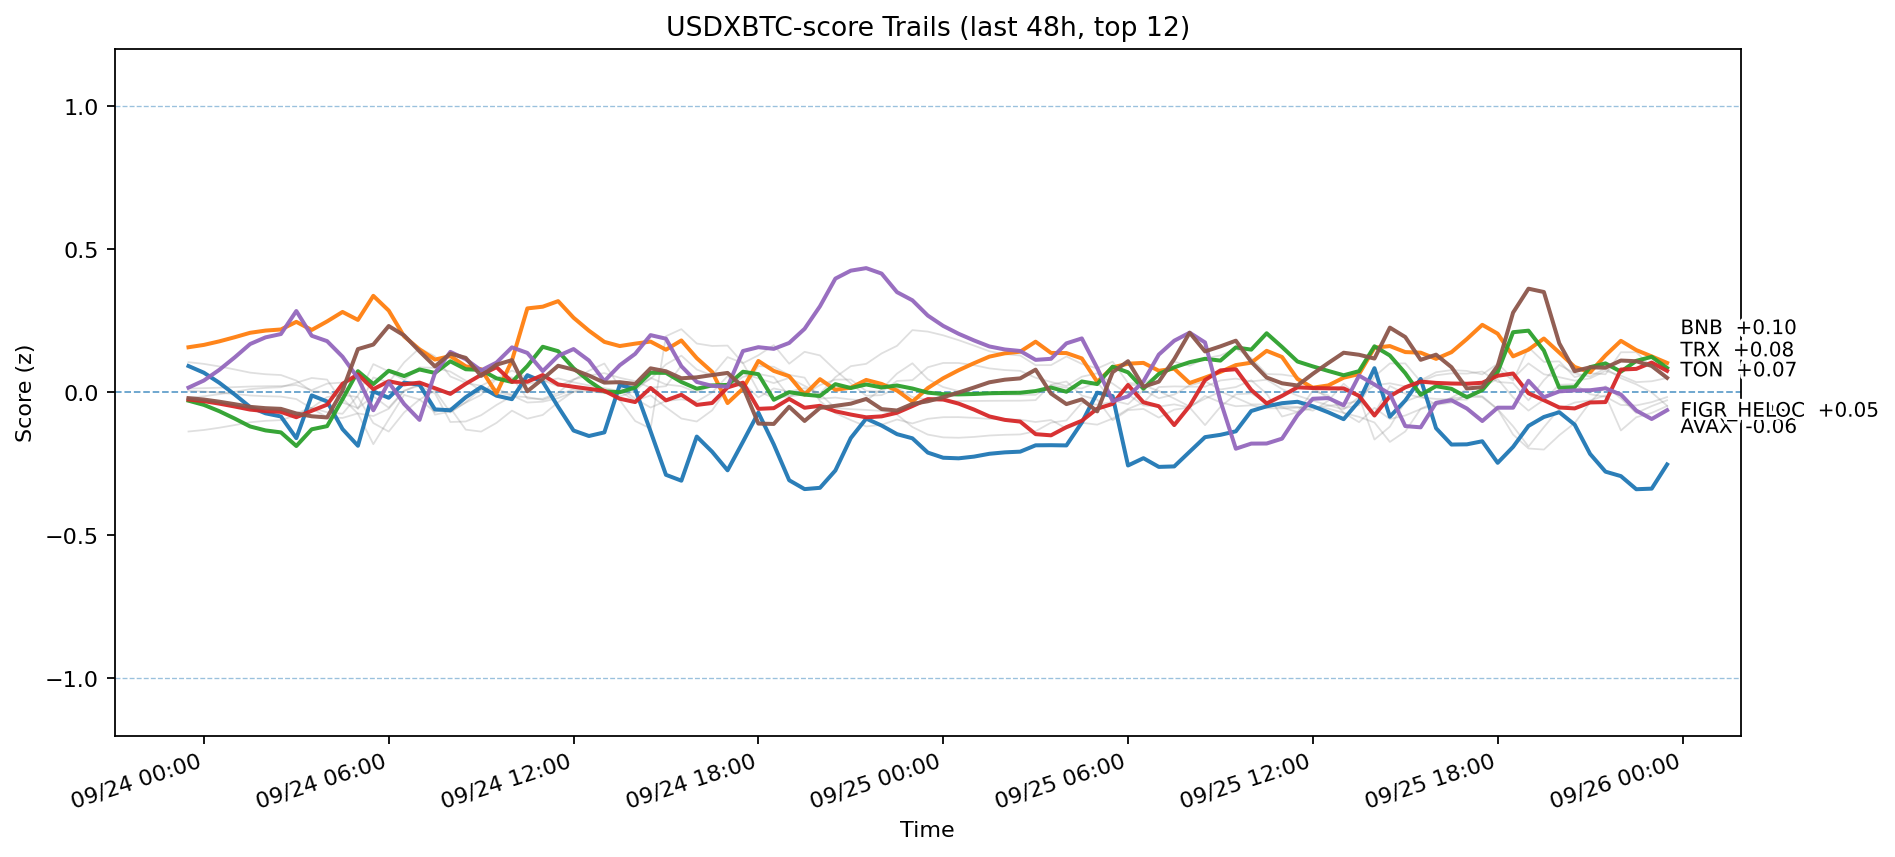 USDXBTC-score Trails (last 48h, top 12)
Score (z)
1.0
0.5
0.0
−0.5
−1.0
BNB +0.10
TRX +0.08
TON +0.07
FIGR_HELOC +0.05
AVAX -0.06
09/24 00:00
09/24 06:00
09/24 12:00
09/24 18:00
09/25 00:00
09/25 06:00
09/25 12:00
09/25 18:00
09/26 00:00
Time